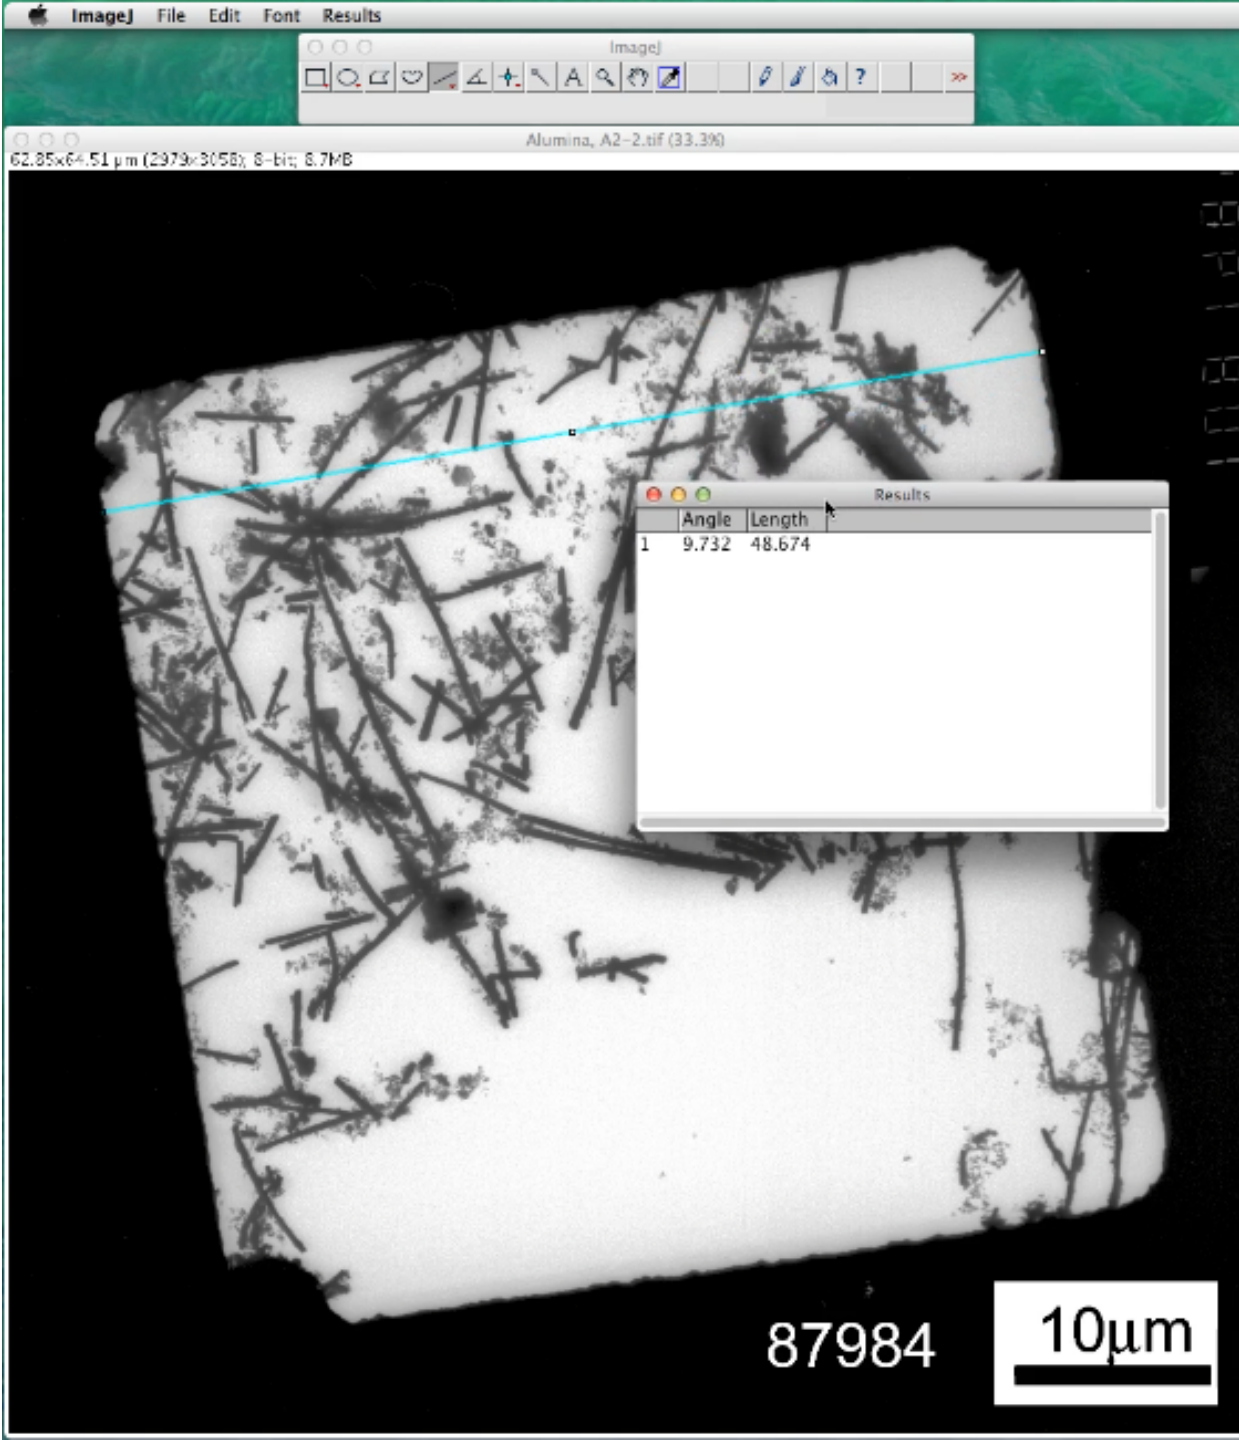 ImageJ File Edit Font Results
ImageJ
A ? >>
Alumina, A2-2.tif (33.3%)
62.85x64.51 µm (2979x3058); 8-bit; 8.7MB
Results
Angle Length
1 9.732 48.674
87984
10µm